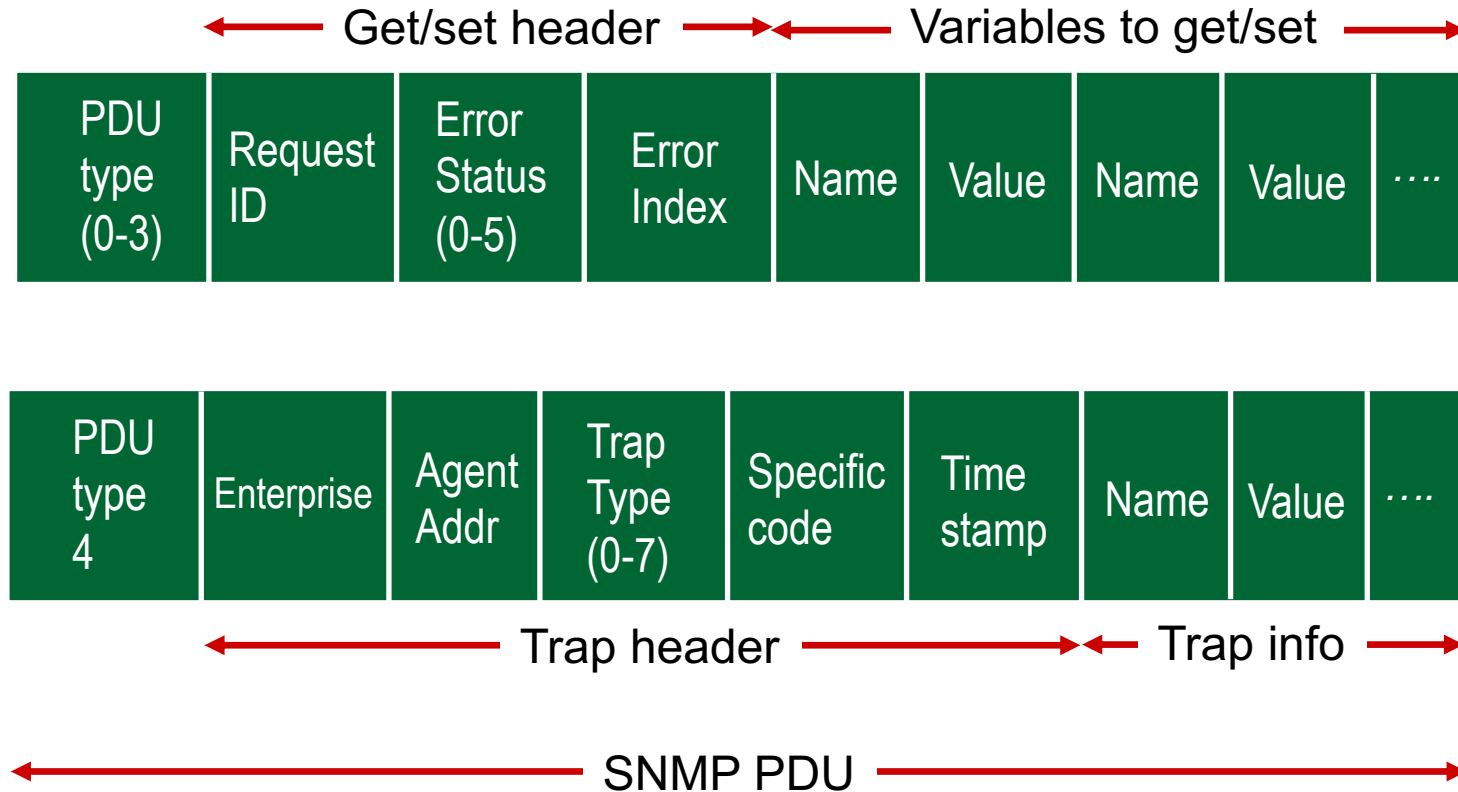 Get/set header Variables to get/set
PDU type (0-3) Request ID Error Status (0-5) Error Index Name Value Name Value ....
PDU type 4 Enterprise Agent Addr Trap Type (0-7) Specific code Time stamp Name Value ....
Trap header Trap info
SNMP PDU